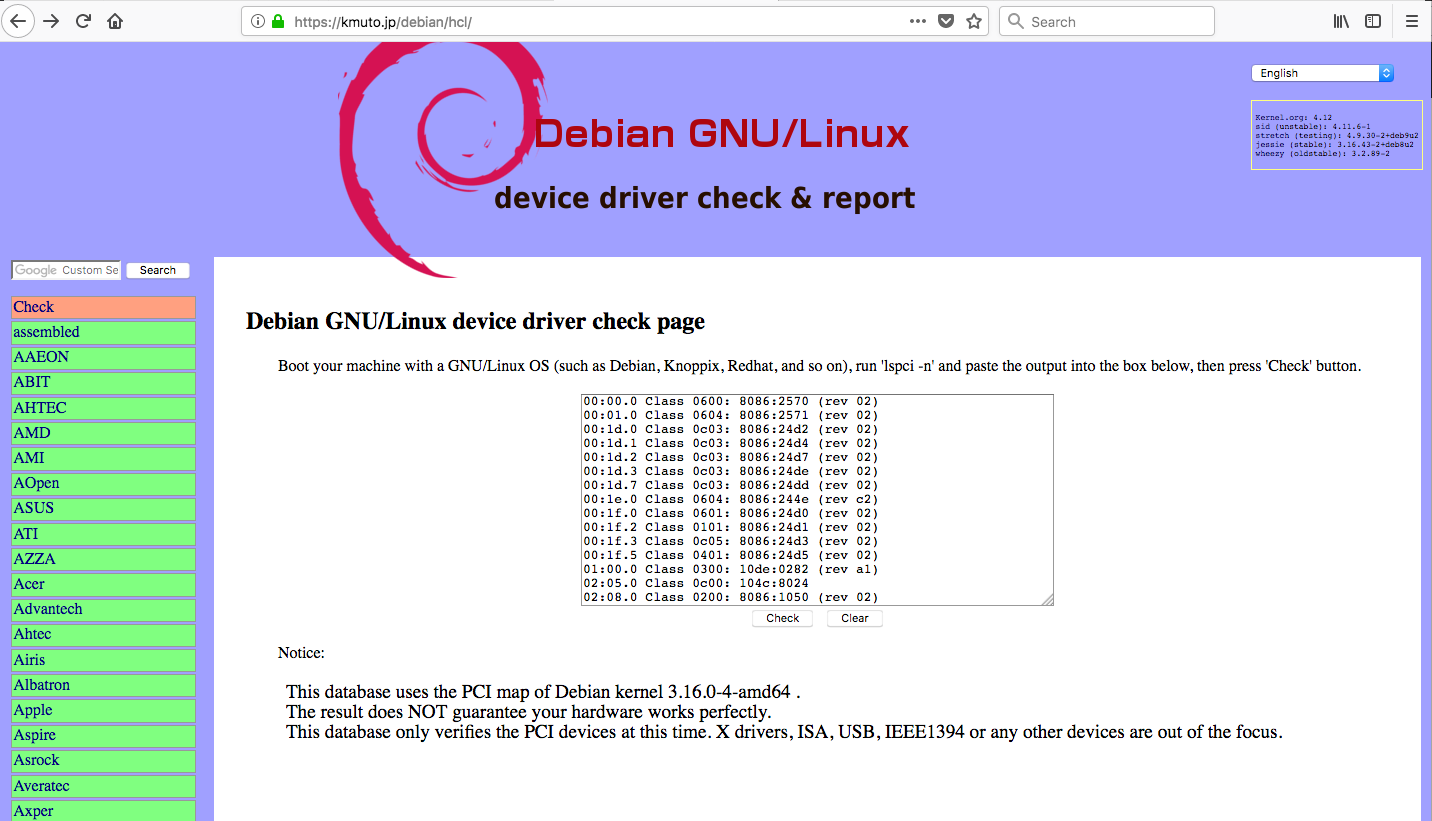 https://kmuto.jp/debian/hcl/
Search
English
Debian GNU/Linux
device driver check & report
Kernel.org: 4.12
sid (unstable): 4.11.6-1
stretch (testing): 4.9.30-2+deb9u2
jessie (stable): 3.16.43-2+deb8u2
wheezy (oldstable): 3.2.89-2
Google Custom Se
Search
Check
assembled
AAEON
ABIT
AHTEC
AMD
AMI
AOpen
ASUS
ATI
AZZA
Acer
Advantech
Ahtec
Airis
Albatron
Apple
Aspire
Asrock
Averatec
Axper
Debian GNU/Linux device driver check page
Boot your machine with a GNU/Linux OS (such as Debian, Knoppix, Redhat, and so on), run 'lspci -n' and paste the output into the box below, then press 'Check' button.
00:00.0 Class 0600: 8086:2570 (rev 02)
00:01.0 Class 0604: 8086:2571 (rev 02)
00:1d.0 Class 0c03: 8086:24d2 (rev 02)
00:1d.1 Class 0c03: 8086:24d4 (rev 02)
00:1d.2 Class 0c03: 8086:24d7 (rev 02)
00:1d.3 Class 0c03: 8086:24de (rev 02)
00:1d.7 Class 0c03: 8086:24dd (rev 02)
00:1e.0 Class 0604: 8086:244e (rev c2)
00:1f.0 Class 0601: 8086:24d0 (rev 02)
00:1f.2 Class 0101: 8086:24d1 (rev 02)
00:1f.3 Class 0c05: 8086:24d3 (rev 02)
00:1f.5 Class 0401: 8086:24d5 (rev 02)
01:00.0 Class 0300: 10de:0282 (rev a1)
02:05.0 Class 0c00: 104c:8024
02:08.0 Class 0200: 8086:1050 (rev 02)
Check
Clear
Notice:
This database uses the PCI map of Debian kernel 3.16.0-4-amd64 .
The result does NOT guarantee your hardware works perfectly.
This database only verifies the PCI devices at this time. X drivers, ISA, USB, IEEE1394 or any other devices are out of the focus.